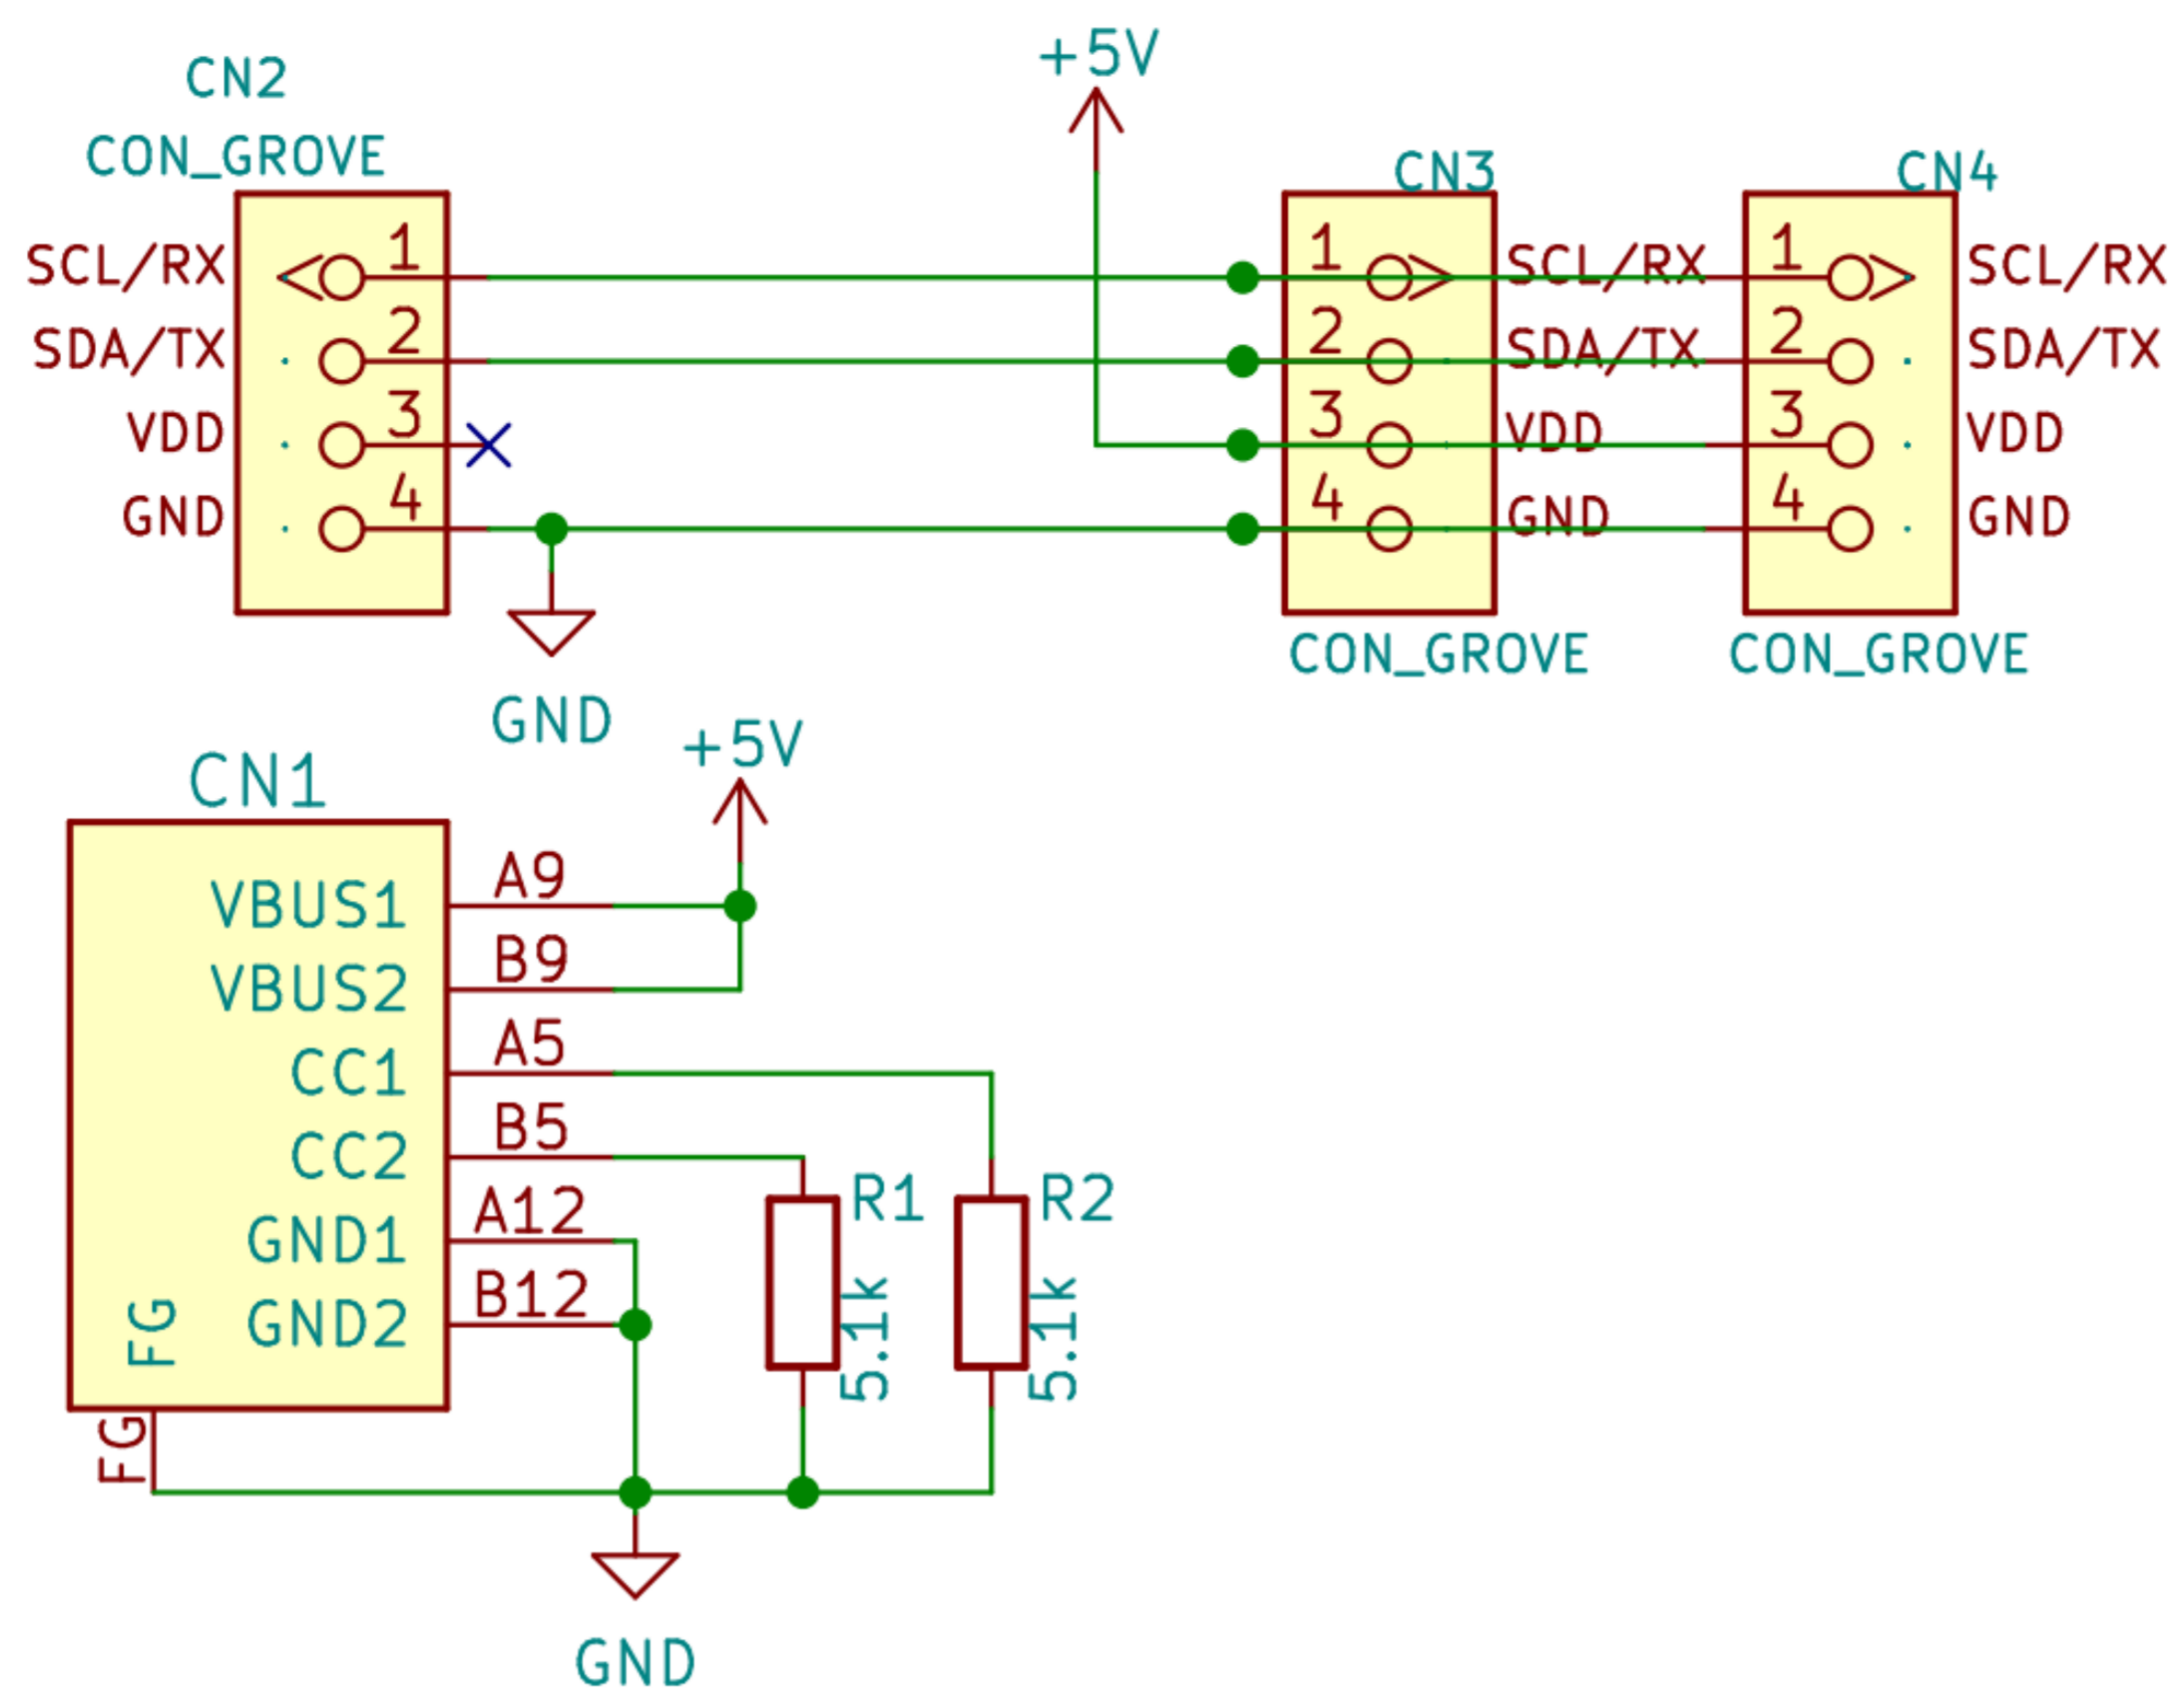 CN2
CON_GROVE
SCL/RX 1
SDA/TX 2
VDD 3
GND 4
GND
+5V
CN3
1 SCL/RX
2 SDA/TX
3 VDD
4 GND
CON_GROVE
CN4
1 SCL/RX
2 SDA/TX
3 VDD
4 GND
CON_GROVE
CN1
+5V
VBUS1 A9
VBUS2 B9
CC1 A5
CC2 B5
GND1 A12
GND2 B12
FG
FG
R1
5.1k
R2
5.1k
GND